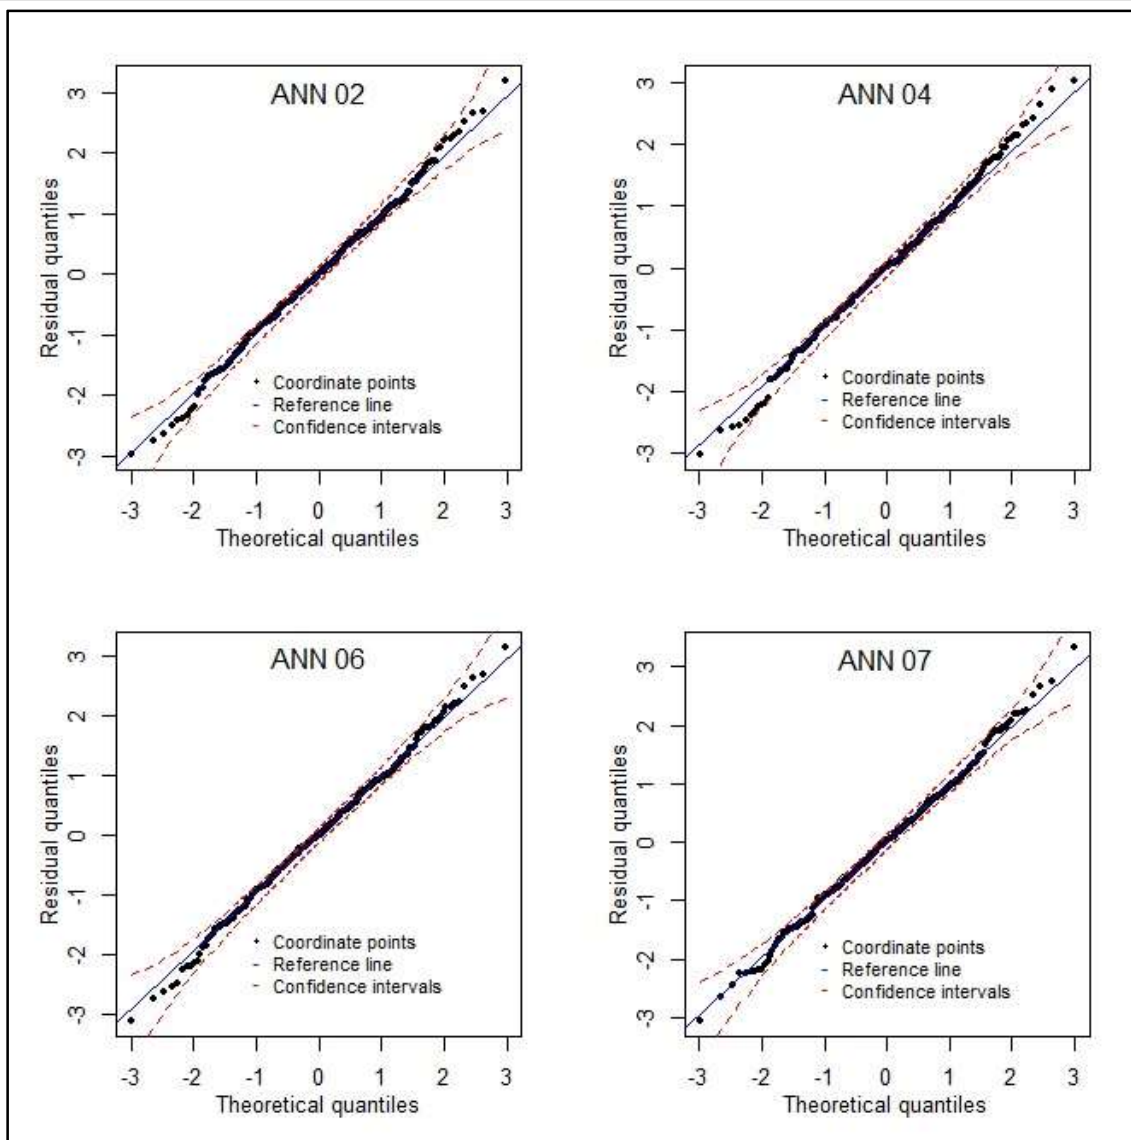 ANN 02
Residual quantiles
3
2
1
0
-1
-2
-3
Coordinate points
Reference line
Confidence intervals
-3 -2 -1 0 1 2 3
Theoretical quantiles
ANN 04
Residual quantiles
3
2
1
0
-1
-2
-3
Coordinate points
Reference line
Confidence intervals
-3 -2 -1 0 1 2 3
Theoretical quantiles
ANN 06
Residual quantiles
3
2
1
0
-1
-2
-3
Coordinate points
Reference line
Confidence intervals
-3 -2 -1 0 1 2 3
Theoretical quantiles
ANN 07
Residual quantiles
3
2
1
0
-1
-2
-3
Coordinate points
Reference line
Confidence intervals
-3 -2 -1 0 1 2 3
Theoretical quantiles